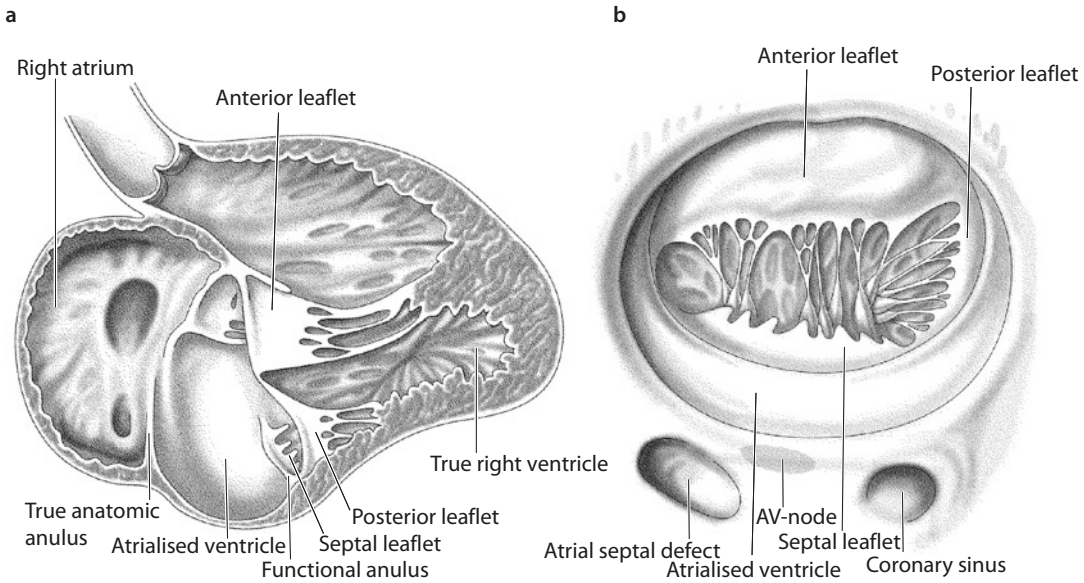 a
Right atrium
Anterior leaflet
True right ventricle
Posterior leaflet
Septal leaflet
Functional anulus
Atrialised ventricle
True anatomic
anulus
b
Anterior leaflet
Posterior leaflet
AV-node
Septal leaflet
Coronary sinus
Atrial septal defect
Atrialised ventricle